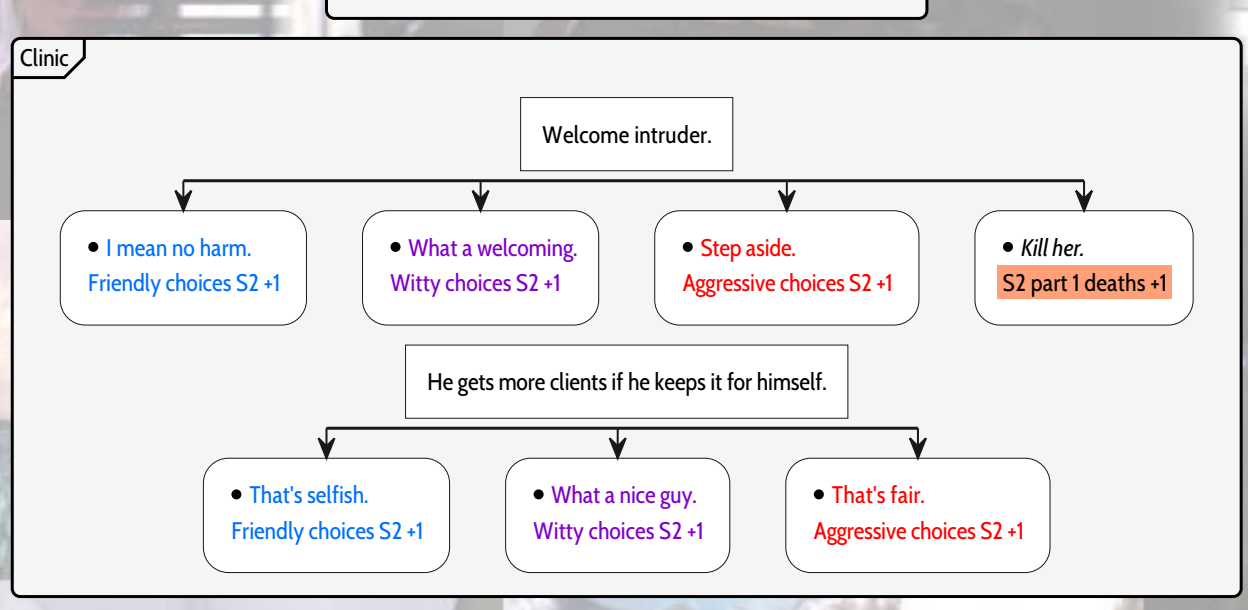 Clinic
Welcome intruder.
• I mean no harm.
Friendly choices S2 +1
• What a welcoming.
Witty choices S2 +1
• Step aside.
Aggressive choices S2 +1
• Kill her.
S2 part 1 deaths +1
He gets more clients if he keeps it for himself.
• That's selfish.
Friendly choices S2 +1
• What a nice guy.
Witty choices S2 +1
• That's fair.
Aggressive choices S2 +1